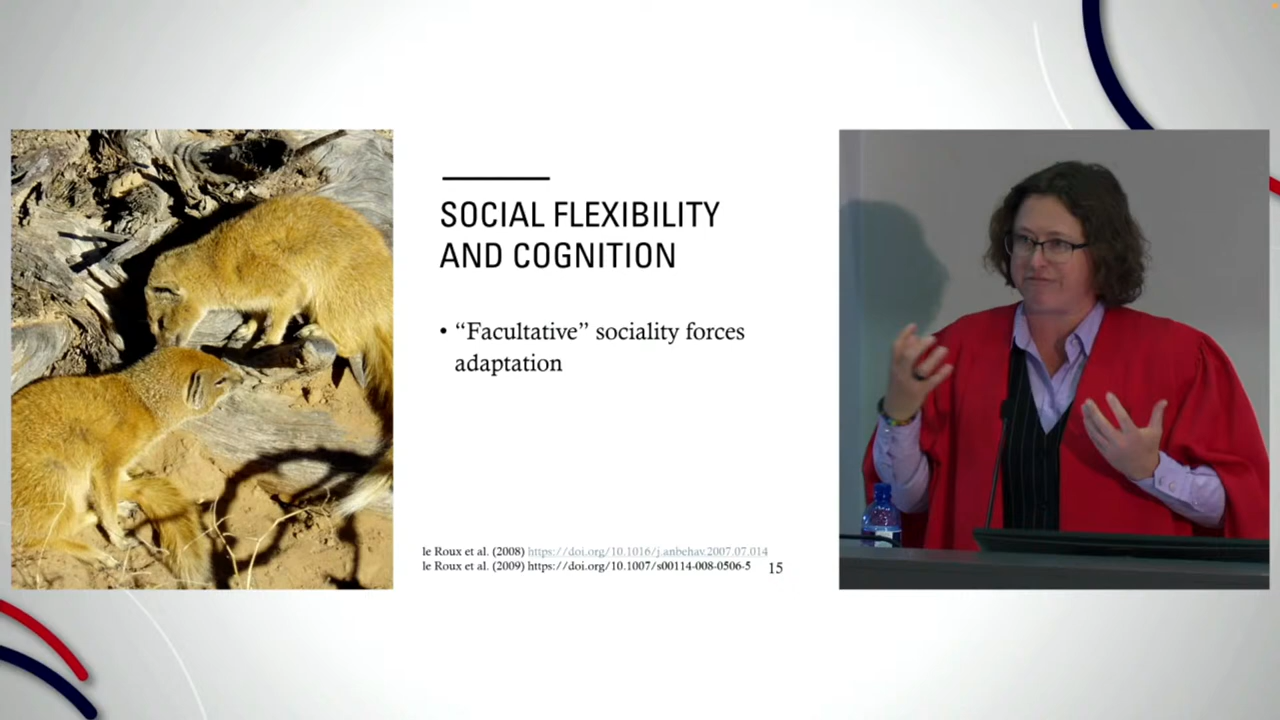 SOCIAL FLEXIBILITY
AND COGNITION
• “Facultative” sociality forces
adaptation
le Roux et al. (2008) https://doi.org/10.1016/j.anbehav.2007.07.014
le Roux et al. (2009) https://doi.org/10.1007/s00114-008-0506-5
15